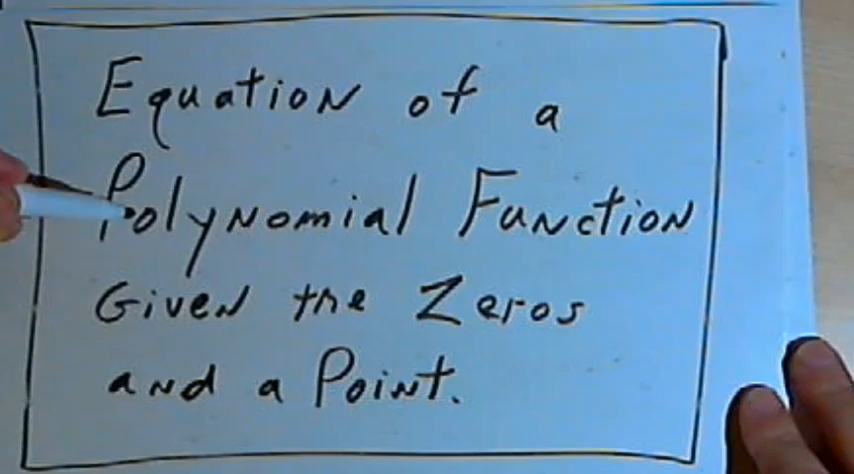 Equation of a
Polynomial Function
Given the Zeros
and a Point.